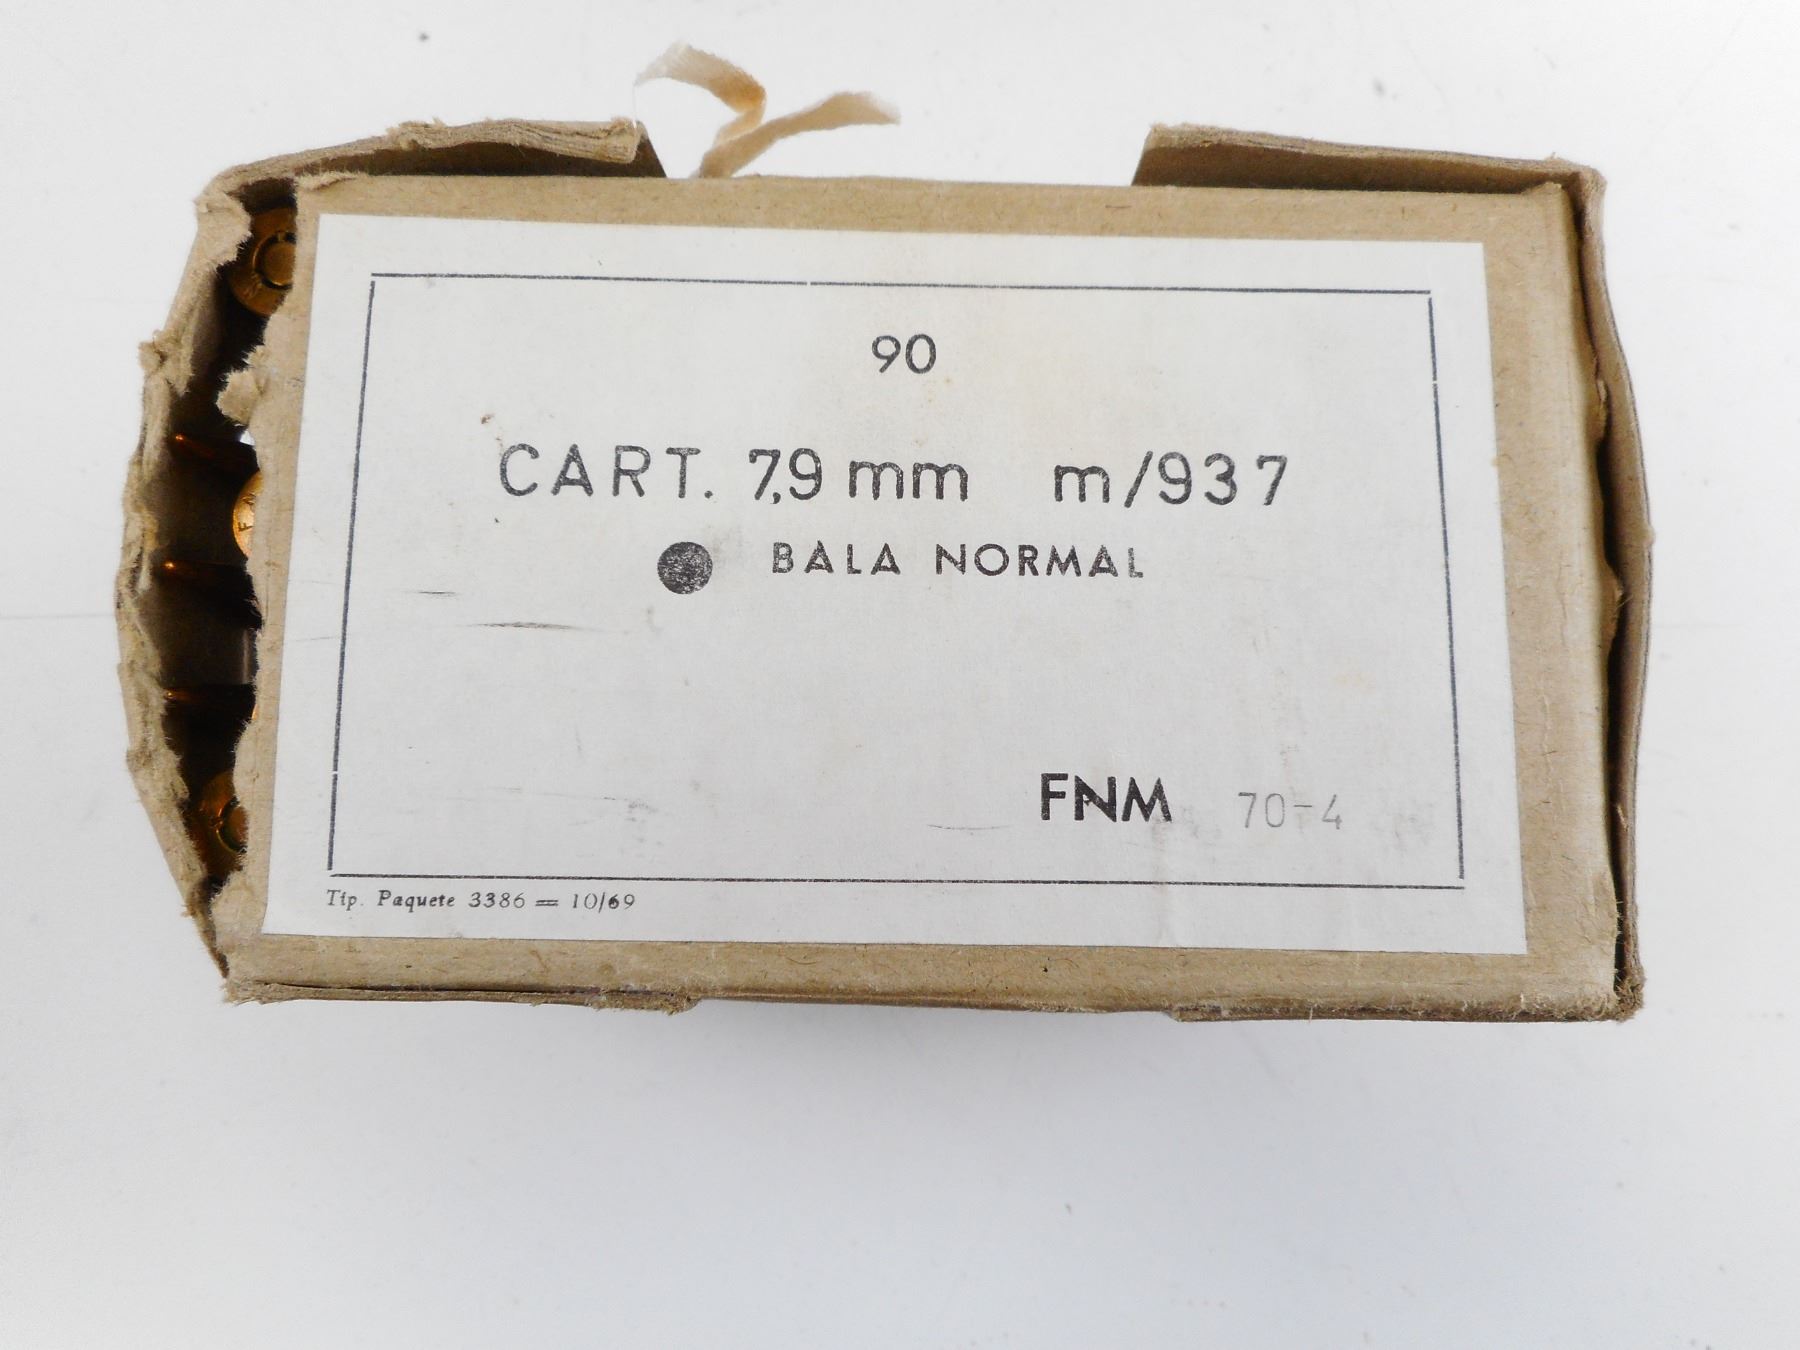 90
CART. 7,9 mm m/937
BALA NORMAL
FNM 70-4
Tip. Paquete 3386 = 10/69